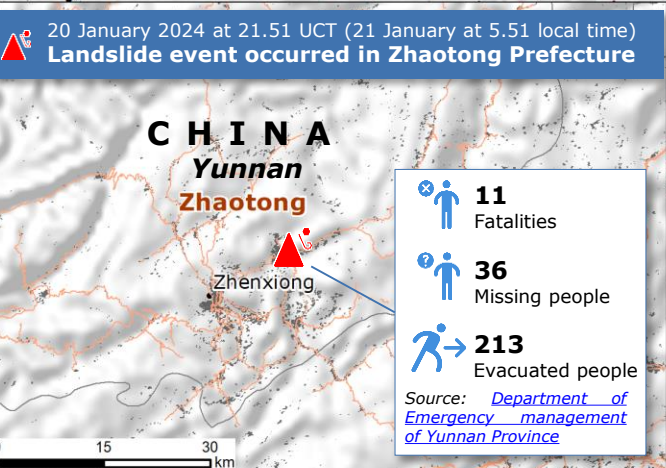 20 January 2024 at 21.51 UCT (21 January at 5.51 local time)
Landslide event occurred in Zhaotong Prefecture
CHINA
Yunnan
Zhaotong
Zhenxiong
11
Fatalities
36
Missing people
213
Evacuated people
Source: Department of
Emergency management
of Yunnan Province
15 30
km